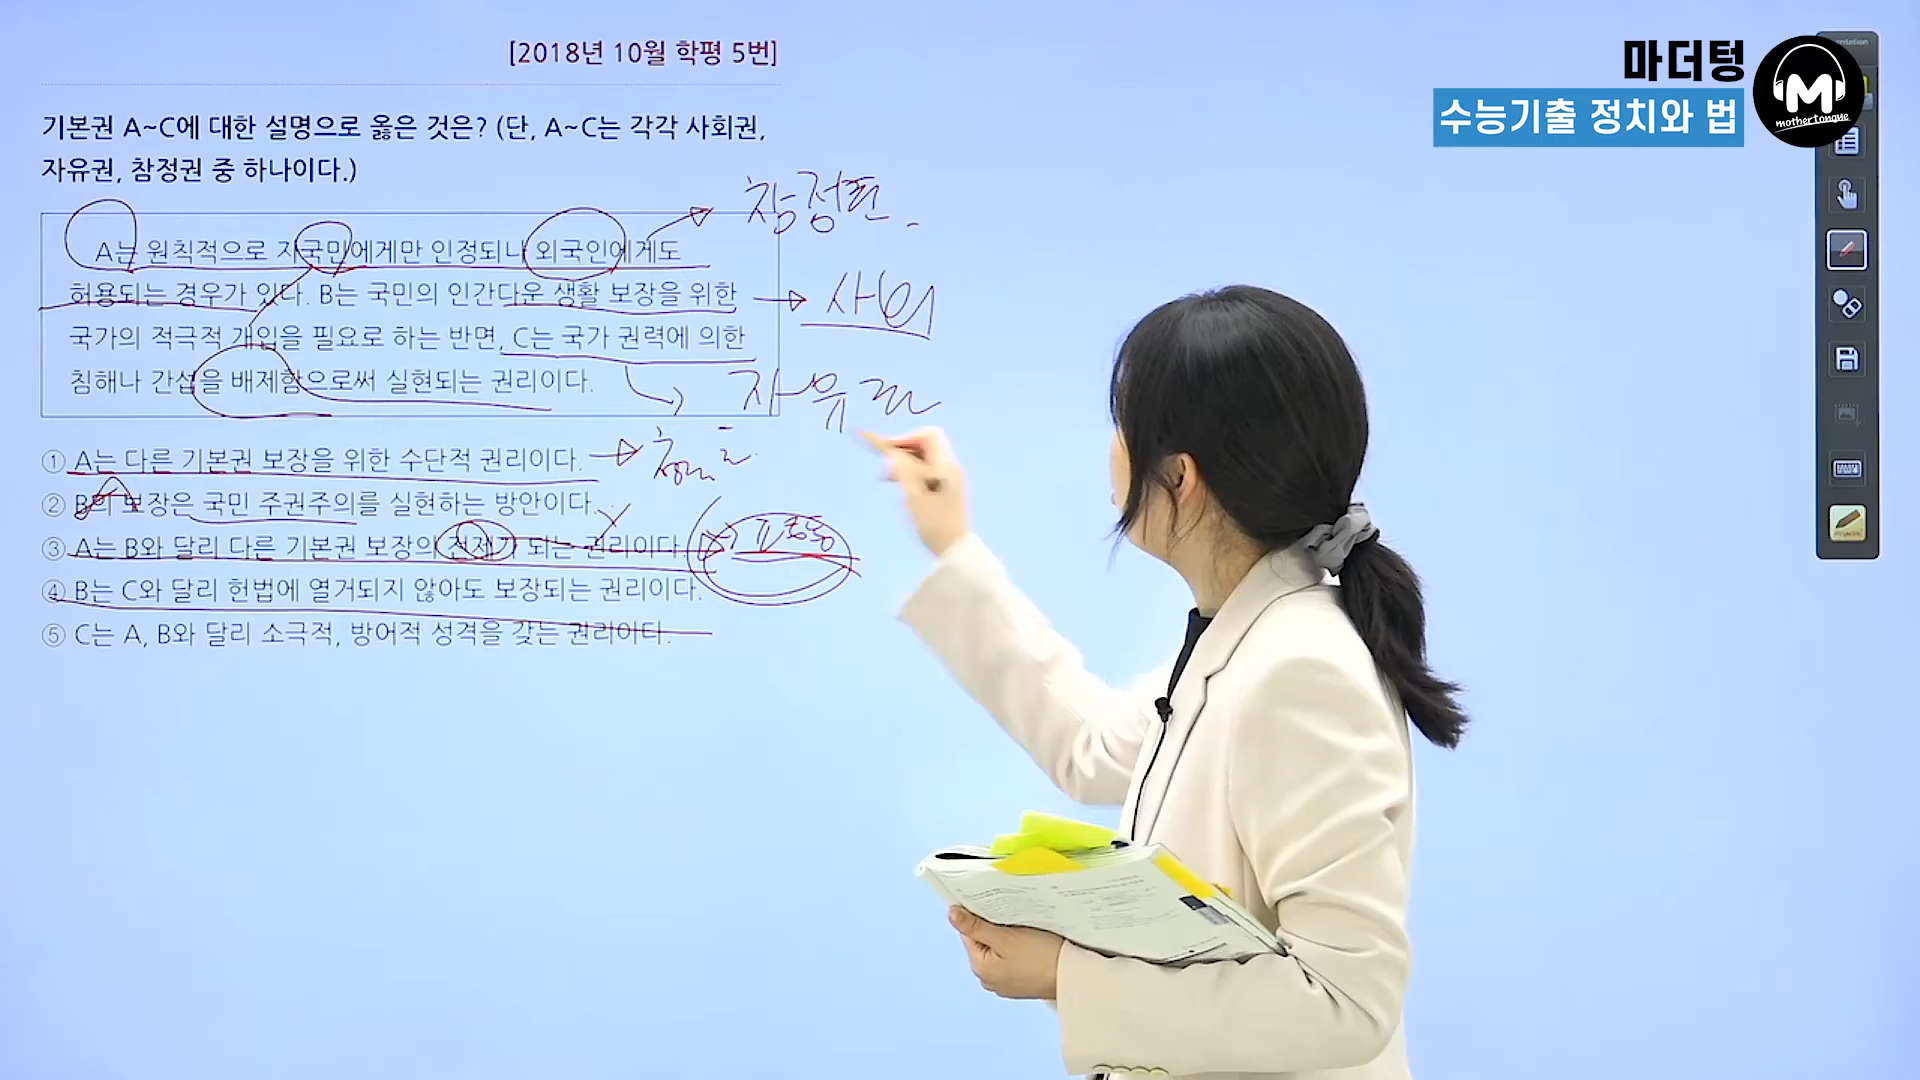 [2018년 10월 학평 5번]
마더텅
수능기출 정치와 법
M
mothertongue
기본권 A~C에 대한 설명으로 옳은 것은? (단, A~C는 각각 사회권,
자유권, 참정권 중 하나이다.)
A는 원칙적으로 자국민에게만 인정되나 외국인에게도
허용되는 경우가 있다. B는 국민의 인간다운 생활 보장을 위한
국가의 적극적 개입을 필요로 하는 반면, C는 국가 권력에 의한
침해나 간섭을 배제함으로써 실현되는 권리이다.
참정권
사회
자유권
① A는 다른 기본권 보장을 위한 수단적 권리이다.
② B의 보장은 국민 주권주의를 실현하는 방안이다.
③ A는 B와 달리 다른 기본권 보장의 전제가 되는 권리이다.
평등
④ B는 C와 달리 헌법에 열거되지 않아도 보장되는 권리이다.
⑤ C는 A, B와 달리 소극적, 방어적 성격을 갖는 권리이다.